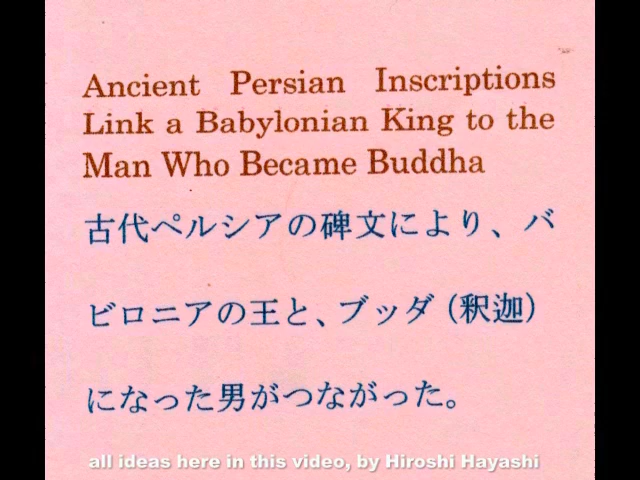 Ancient Persian Inscriptions
Link a Babylonian King to the
Man Who Became Buddha
古代ペルシアの碑文により、バ
ビロニアの王と、ブッダ（釈迦）
になった男がつながった。
all ideas here in this video, by Hiroshi Hayashi